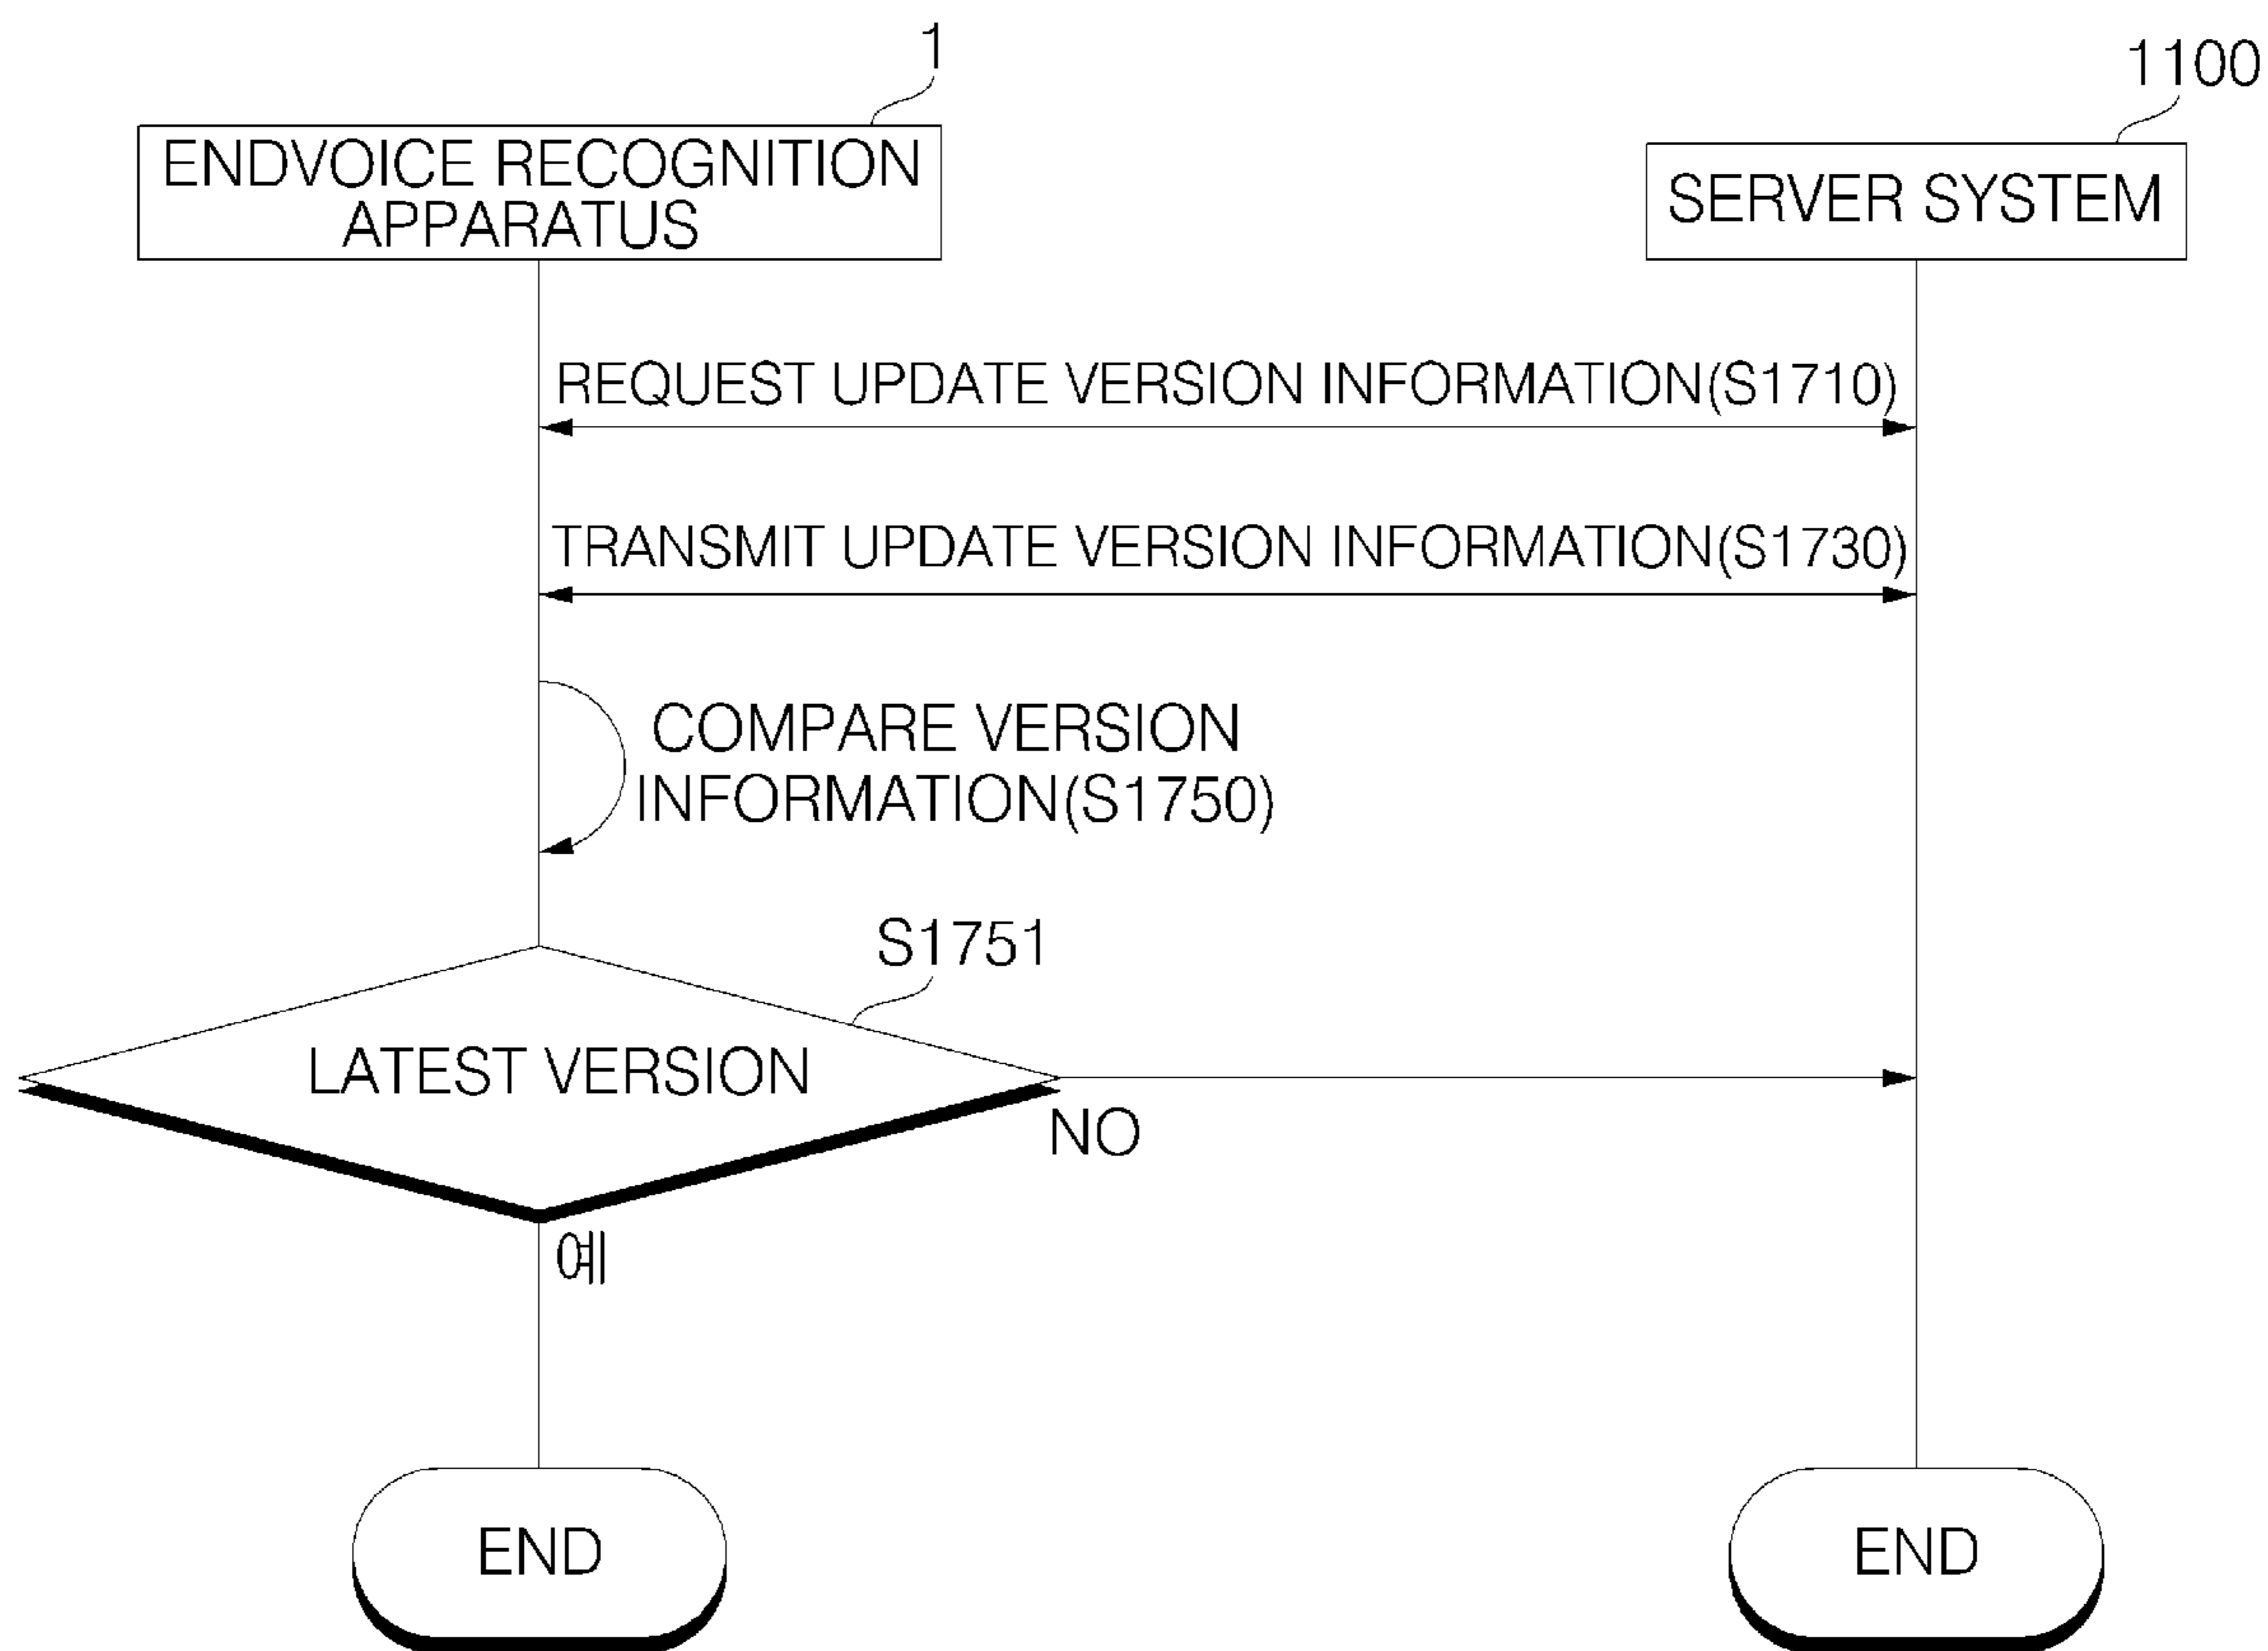 1
1100
ENDVOICE RECOGNITION
APPARATUS
SERVER SYSTEM
REQUEST UPDATE VERSION INFORMATION(S1710)
TRANSMIT UPDATE VERSION INFORMATION(S1730)
COMPARE VERSION
INFORMATION(S1750)
S1751
LATEST VERSION
NO
예
END
END